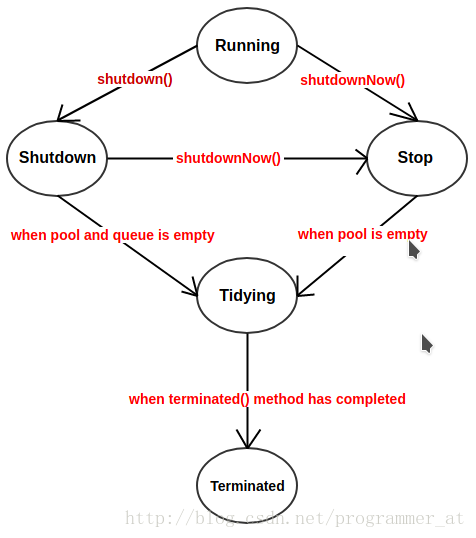 Running
shutdown()
shutdownNow()
Shutdown
shutdownNow()
Stop
when pool and queue is empty
when pool is empty
Tidying
when terminated() method has completed
Terminated
http://blog.csdn.net/programmer_at